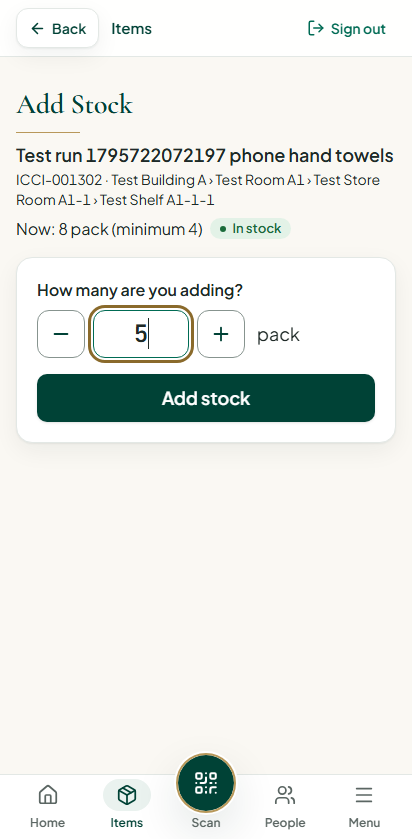 Back
Items
Sign out
Add Stock
Test run 1795722072197 phone hand towels
ICCI-001302 · Test Building A › Test Room A1 › Test Store
Room A1-1 › Test Shelf A1-1-1
Now: 8 pack (minimum 4)
In stock
How many are you adding?
5
pack
Add stock
Home
Items
Scan
People
Menu